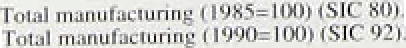 Total manufacturing (1985=100) (SIC 80).
Total manufacturing (1990=100) (SIC 92).